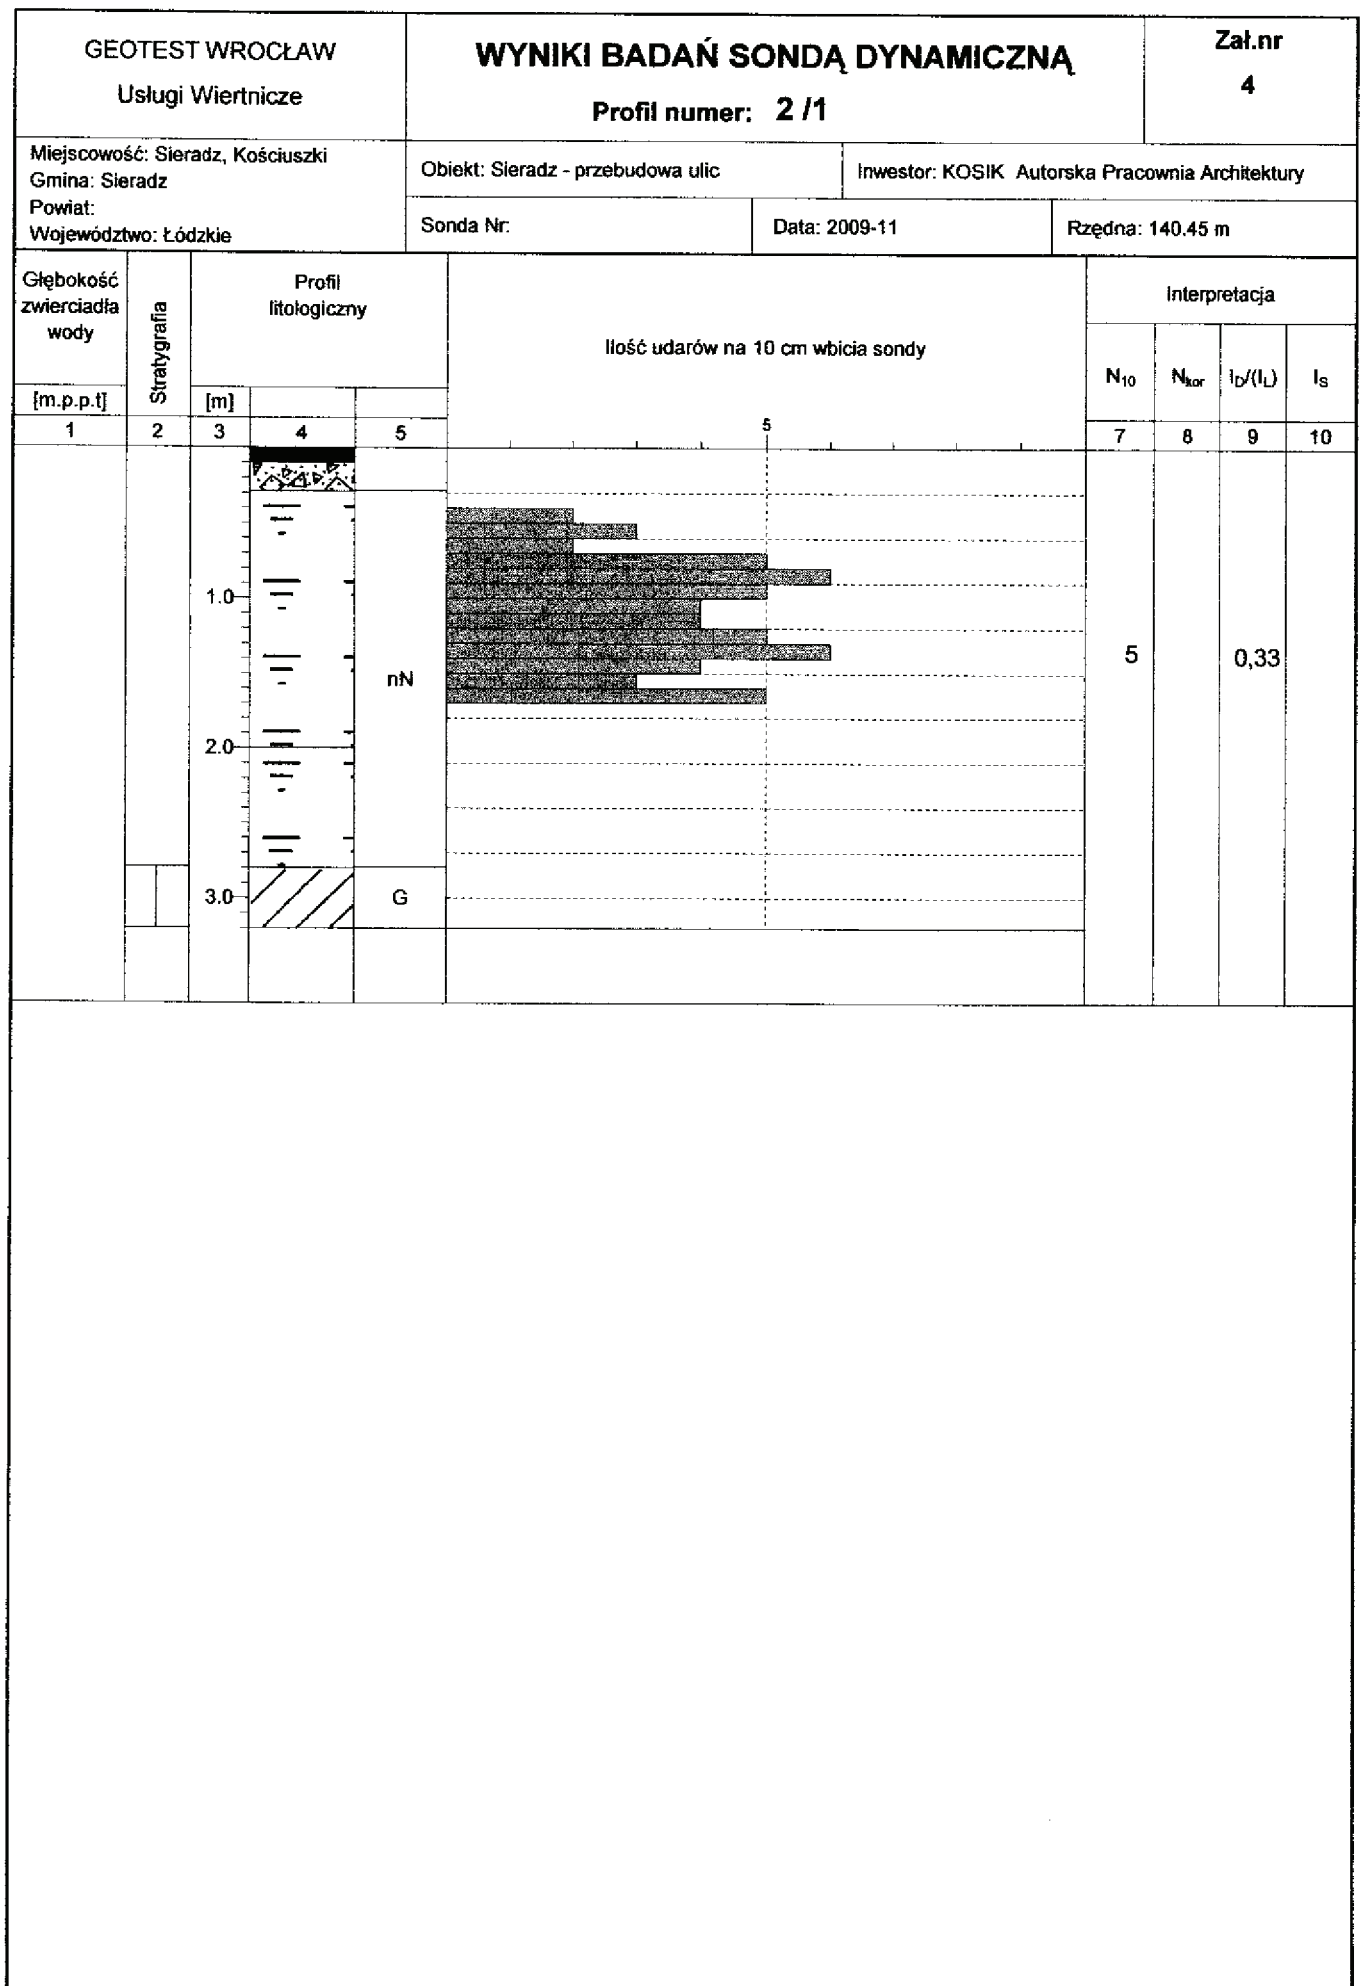 GEOTEST WROCŁAW
Usługi Wiertnicze
WYNIKI BADAŃ SONDĄ DYNAMICZNĄ
Profil numer: 2 /1
Zał.nr
4
Miejscowość: Sieradz, Kościuszki
Gmina: Sieradz
Powiat:
Województwo: Łódzkie
Obiekt: Sieradz - przebudowa ulic
Inwestor: KOSIK Autorska Pracownia Architektury
Sonda Nr:
Data: 2009-11
Rzędna: 140.45 m
Głębokość
zwierciadła
wody
[m.p.p.t]
Stratygrafia
Profil
litologiczny
[m]
Ilość udarów na 10 cm wbicia sondy
Interpretacja
N10
Nkor
ID/(IL)
IS
1
2
3
4
5
5
7
8
9
10
1.0
2.0
3.0
nN
G
5
0,33